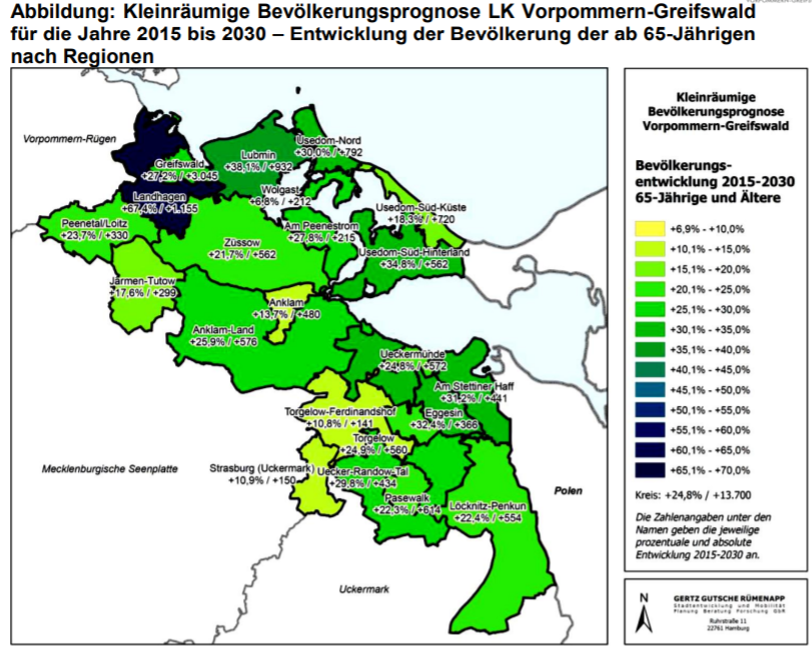 Abbildung: Kleinräumige Bevölkerungsprognose LK Vorpommern-Greifswald
für die Jahre 2015 bis 2030 – Entwicklung der Bevölkerung der ab 65-Jährigen
nach Regionen
Vorpommern-Rügen
Greifswald
+27,2% / +3.045
Lubmin
+38,1% / +932
Usedom-Nord
+30,0% / +792
Landhagen
+67,4% / +1.155
Wolgast
+6,8% / +212
Usedom-Süd-Küste
+18,3% / +720
Peenetal/Loitz
+23,7% / +330
Am Peenestrom
+27,8% / +215
Züssow
+21,7% / +562
Usedom-Süd-Hinterland
+34,8% / +562
Jarmen-Tutow
+17,6% / +299
Anklam
+13,7% / +480
Anklam-Land
+25,9% / +576
Ueckermünde
+24,8% / +572
Am Stettiner Haff
+31,2% / +441
Torgelow-Ferdinandshof
+10,8% / +141
Eggesin
+32,4% / +366
Torgelow
+24,9% / +560
Mecklenburgische Seenplatte
Strasburg (Uckermark)
+10,9% / +150
Uecker-Randow-Tal
+29,8% / +434
Pasewalk
+22,3% / +614
Löcknitz-Penkun
+22,4% / +554
Polen
Uckermark
Kleinräumige
Bevölkerungsprognose
Vorpommern-Greifswald
Bevölkerungs-
entwicklung 2015-2030
65-Jährige und Ältere
+6,9% - +10,0%
+10,1% - +15,0%
+15,1% - +20,0%
+20,1% - +25,0%
+25,1% - +30,0%
+30,1% - +35,0%
+35,1% - +40,0%
+40,1% - +45,0%
+45,1% - +50,0%
+50,1% - +55,0%
+55,1% - +60,0%
+60,1% - +65,0%
+65,1% - +70,0%
Kreis: +24,8% / +13.700
Die Zahlenangaben unter den
Namen geben die jeweilige
prozentuale und absolute
Entwicklung 2015-2030 an.
N
GERTZ GUTSCHE RÜMENAPP
Stadtentwicklung und Mobilität
Planung Beratung Forschung GbR
Ruhrstraße 11
22761 Hamburg